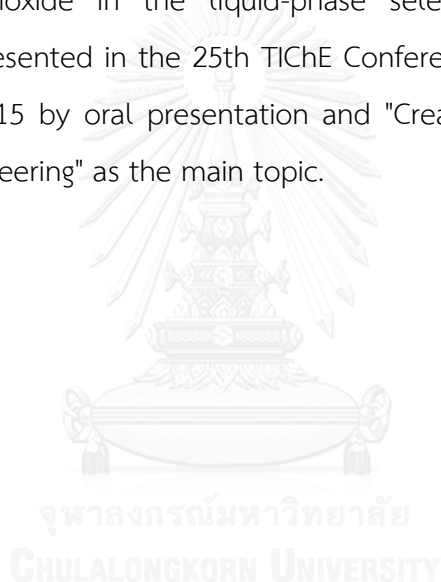 oxide in the liquid-phase sele
esented in the 25th TIChE Conferer
15 by oral presentation and "Crea
eering" as the main topic.
จุฬาลงกรณ์มหาวิทยาลัย
CHULALONGKORN UNIVERSITY